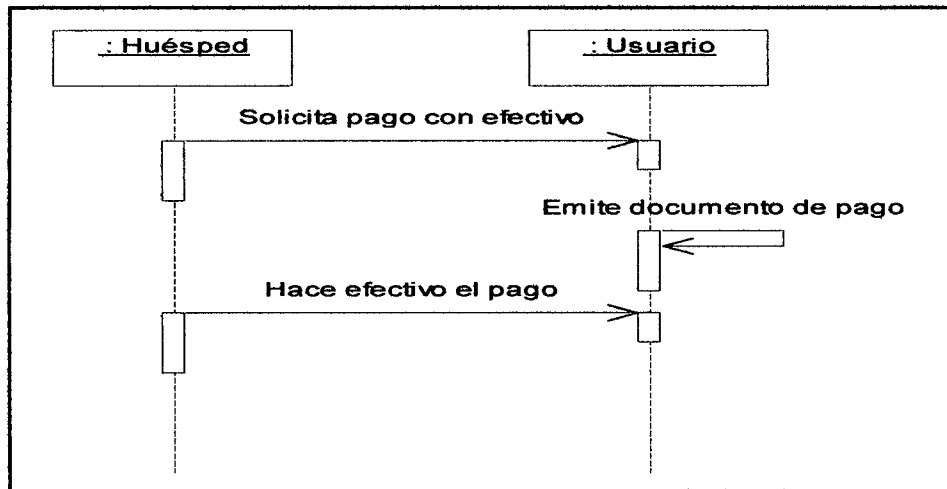 : Huésped
: Usuario
Solicita pago con efectivo
Emite documento de pago
Hace efectivo el pago